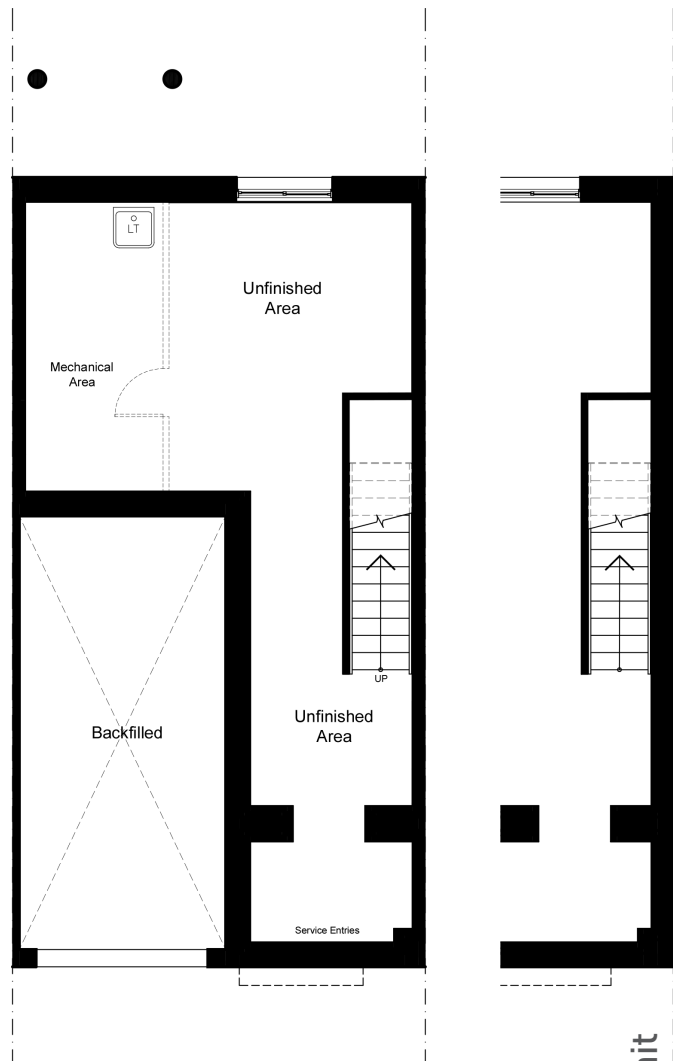 LT
Unfinished
Area
Mechanical
Area
UP
Unfinished
Area
Backfilled
Service Entries